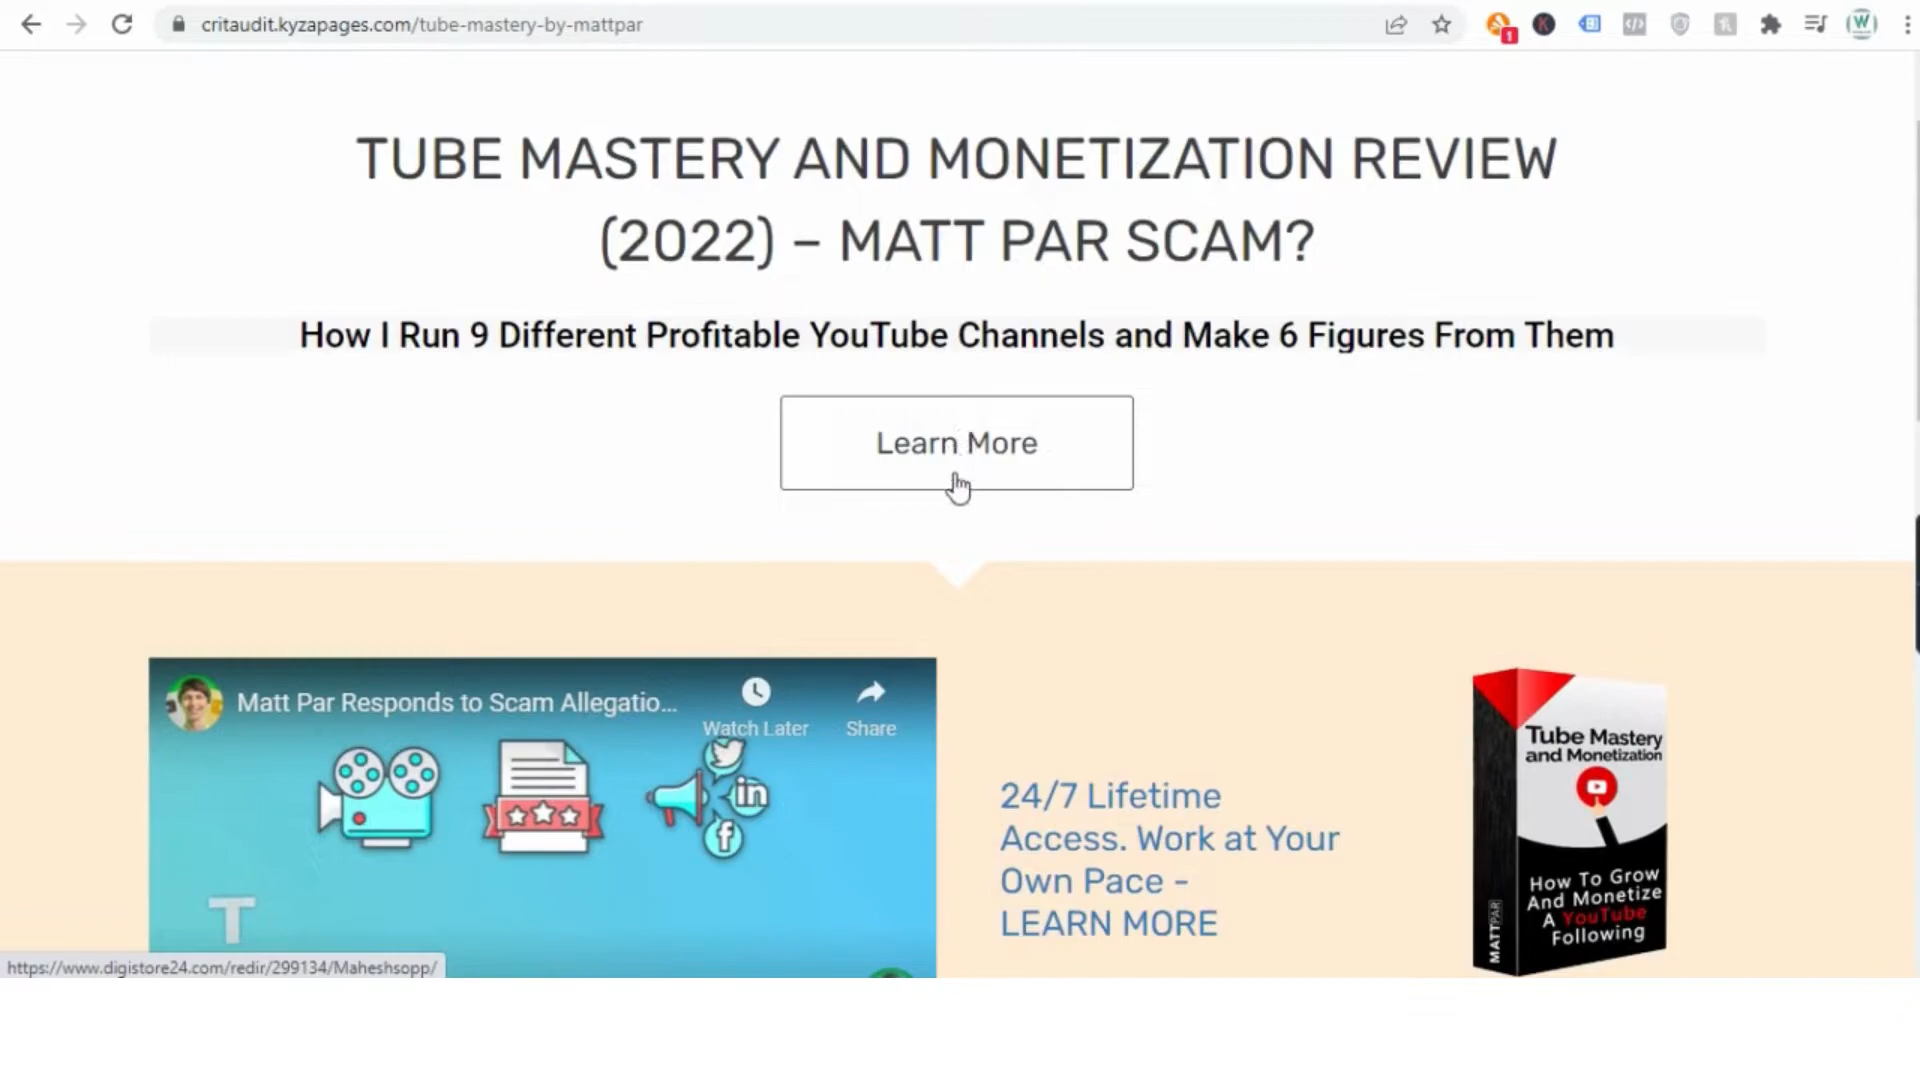 critaudit.kyzapages.com/tube-mastery-by-mattpar
1
W
TUBE MASTERY AND MONETIZATION REVIEW
(2022) – MATT PAR SCAM?
How I Run 9 Different Profitable YouTube Channels and Make 6 Figures From Them
Learn More
Matt Par Responds to Scam Allegatio...
Watch Later
Share
T
24/7 Lifetime
Access. Work at Your
Own Pace -
LEARN MORE
Tube Mastery
and Monetization
MATTPAR
How To Grow
And Monetize
A YouTube
Following
https://www.digistore24.com/redir/299134/Maheshsopp/